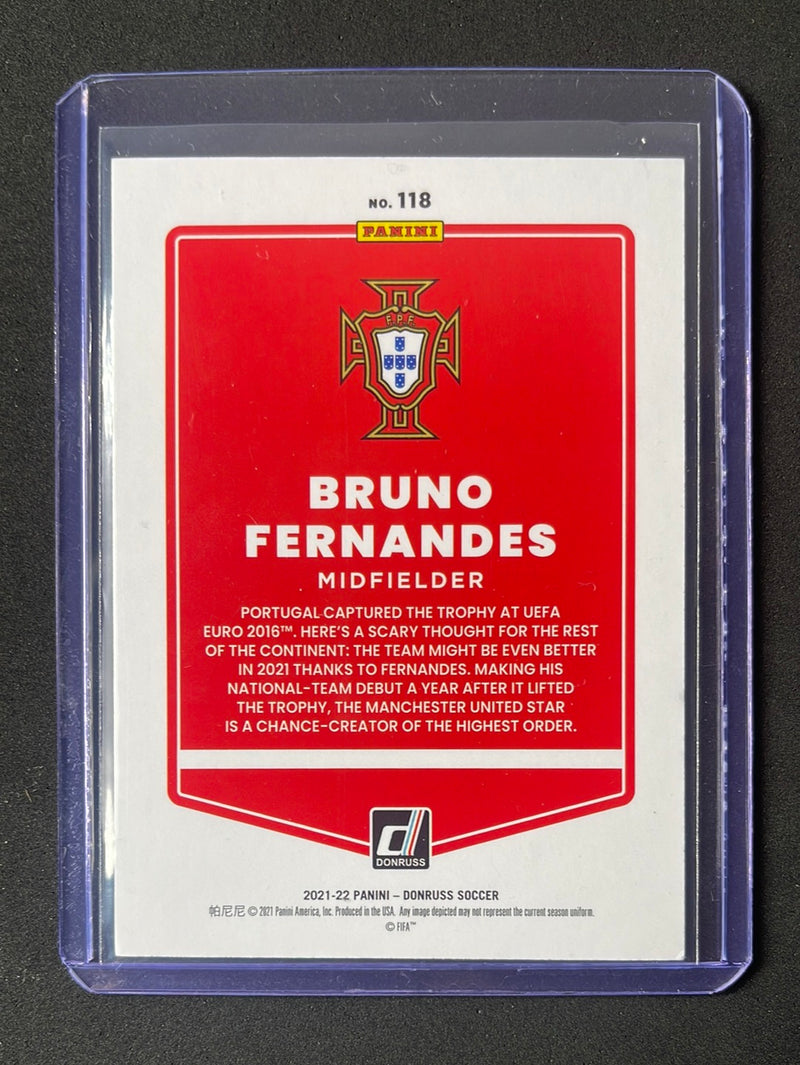 NO. 118
PANINI
F.P.F.
BRUNO
FERNANDES
MIDFIELDER
PORTUGAL CAPTURED THE TROPHY AT UEFA
EURO 2016™. HERE'S A SCARY THOUGHT FOR THE REST
OF THE CONTINENT: THE TEAM MIGHT BE EVEN BETTER
IN 2021 THANKS TO FERNANDES. MAKING HIS
NATIONAL-TEAM DEBUT A YEAR AFTER IT LIFTED
THE TROPHY, THE MANCHESTER UNITED STAR
IS A CHANCE-CREATOR OF THE HIGHEST ORDER.
d
DONRUSS
2021-22 PANINI – DONRUSS SOCCER
帕尼尼 © 2021 Panini America, Inc. Produced in the USA. Any image depicted may not represent the current season uniform.
© FIFA™